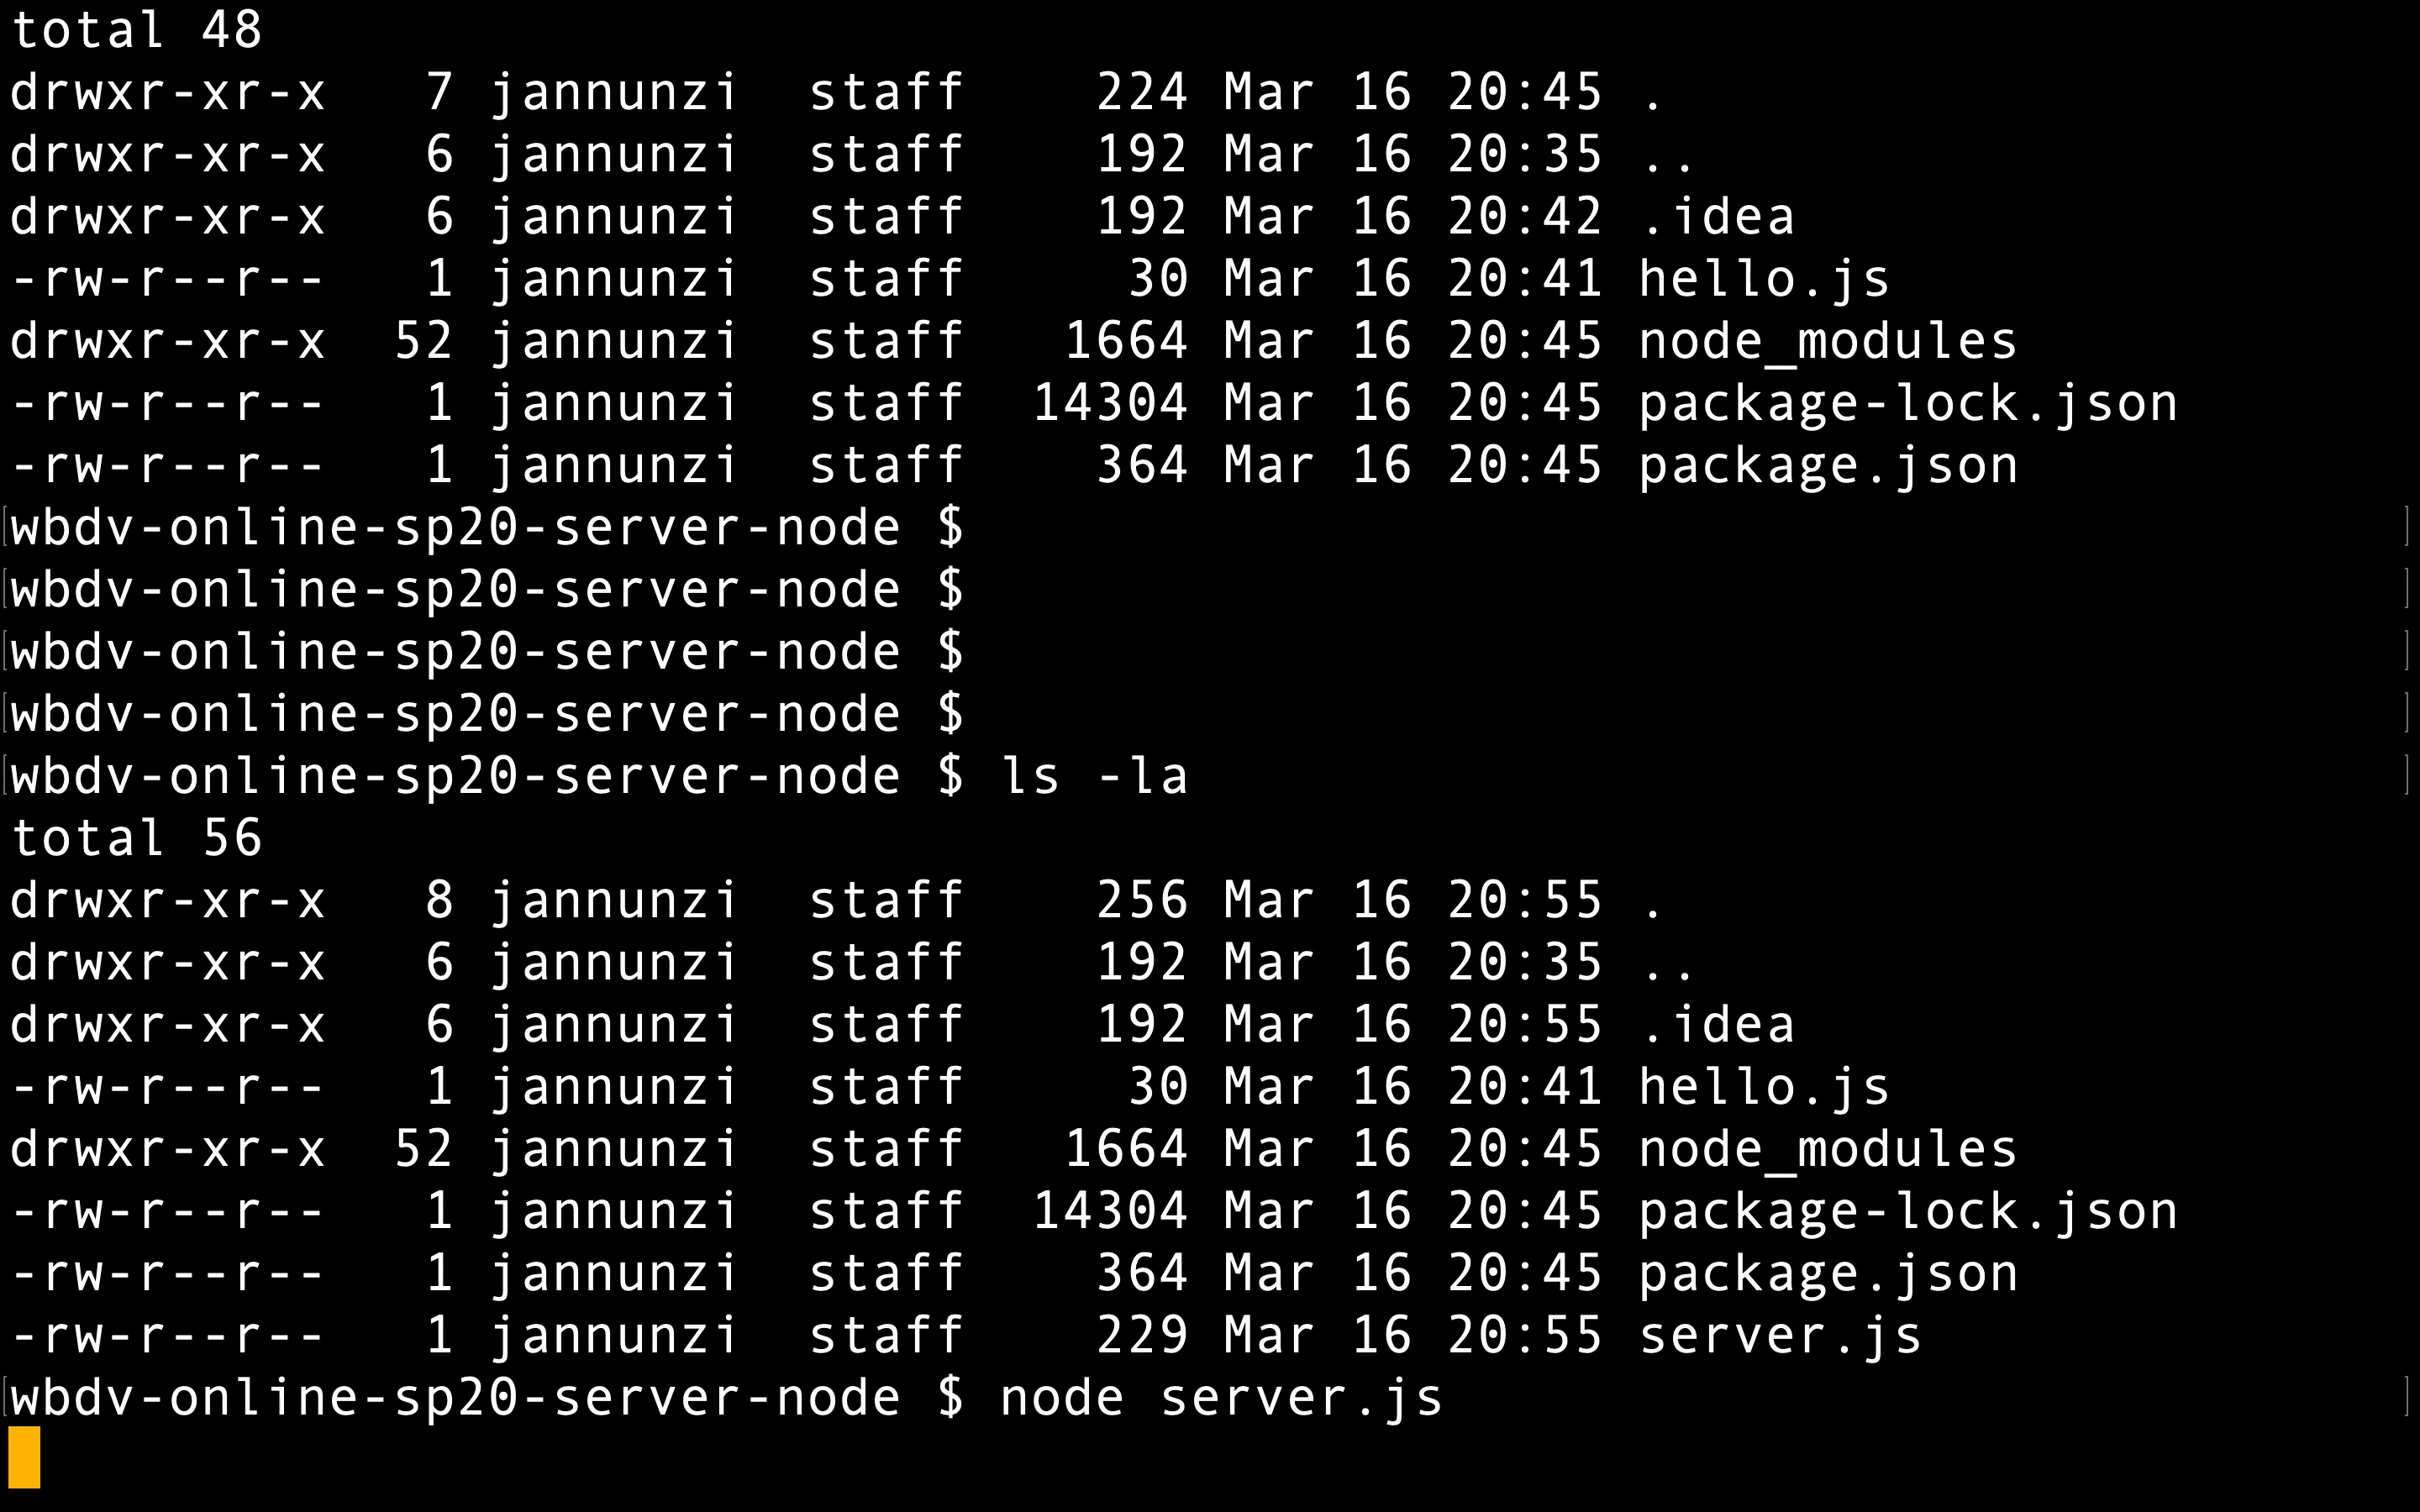 total 48
drwxr-xr-x   7 jannunzi  staff    224 Mar 16 20:45 .
drwxr-xr-x   6 jannunzi  staff    192 Mar 16 20:35 ..
drwxr-xr-x   6 jannunzi  staff    192 Mar 16 20:42 .idea
-rw-r--r--   1 jannunzi  staff     30 Mar 16 20:41 hello.js
drwxr-xr-x  52 jannunzi  staff   1664 Mar 16 20:45 node_modules
-rw-r--r--   1 jannunzi  staff  14304 Mar 16 20:45 package-lock.json
-rw-r--r--   1 jannunzi  staff    364 Mar 16 20:45 package.json
[wbdv-online-sp20-server-node $ ]
[wbdv-online-sp20-server-node $ ]
[wbdv-online-sp20-server-node $ ]
[wbdv-online-sp20-server-node $ ]
[wbdv-online-sp20-server-node $ ls -la ]
total 56
drwxr-xr-x   8 jannunzi  staff    256 Mar 16 20:55 .
drwxr-xr-x   6 jannunzi  staff    192 Mar 16 20:35 ..
drwxr-xr-x   6 jannunzi  staff    192 Mar 16 20:55 .idea
-rw-r--r--   1 jannunzi  staff     30 Mar 16 20:41 hello.js
drwxr-xr-x  52 jannunzi  staff   1664 Mar 16 20:45 node_modules
-rw-r--r--   1 jannunzi  staff  14304 Mar 16 20:45 package-lock.json
-rw-r--r--   1 jannunzi  staff    364 Mar 16 20:45 package.json
-rw-r--r--   1 jannunzi  staff    229 Mar 16 20:55 server.js
[wbdv-online-sp20-server-node $ node server.js ]